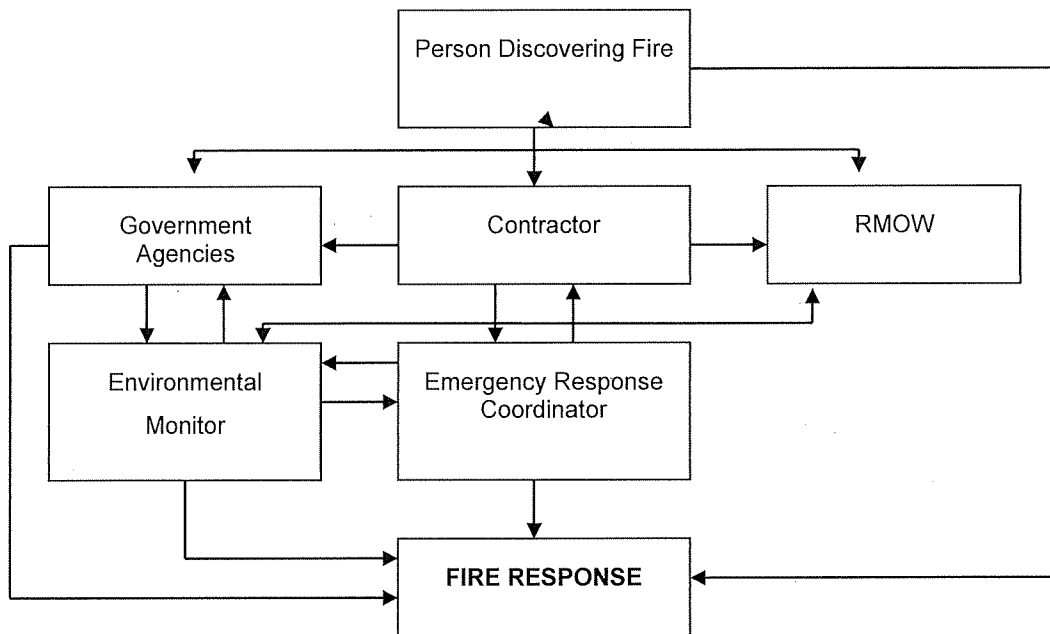 Person Discovering Fire
Government
Agencies
Contractor
RMOW
Environmental
Monitor
Emergency Response
Coordinator
FIRE RESPONSE